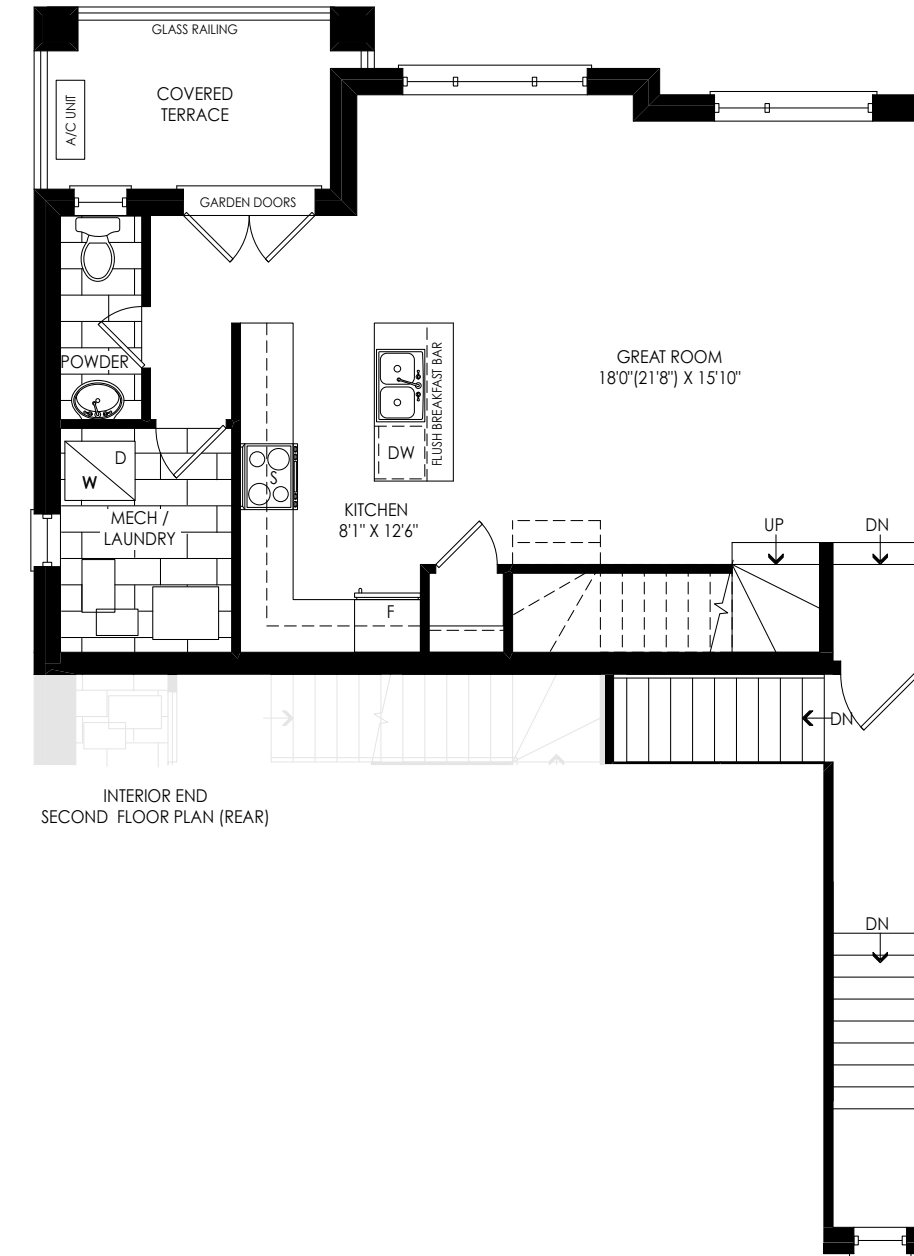 GLASS RAILING
COVERED
TERRACE
A/C UNIT
GARDEN DOORS
POWDER
FLUSH BREAKFAST BAR
GREAT ROOM
18'0"(21'8") X 15'10"
DW
D
W
S
MECH /
LAUNDRY
KITCHEN
8'1" X 12'6"
UP
DN
F
DN
INTERIOR END
SECOND FLOOR PLAN (REAR)
DN